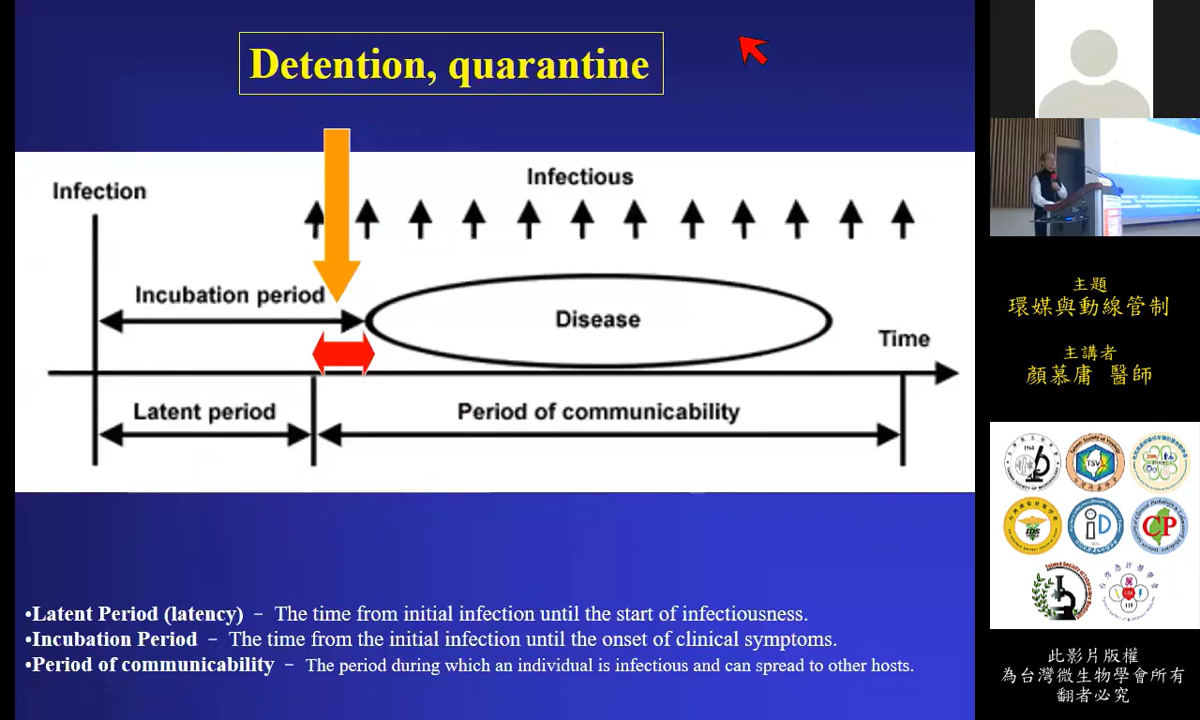 Detention, quarantine
Infection
Infectious
Incubation period
Disease
Time
Latent period
Period of communicability
•Latent Period (latency) – The time from initial infection until the start of infectiousness.
•Incubation Period – The time from the initial infection until the onset of clinical symptoms.
•Period of communicability – The period during which an individual is infectious and can spread to other hosts.
主題
環媒與動線管制
主講者
顏慕庸 醫師
TSV
iD
CP
此影片版權
為台灣微生物學會所有
翻者必究